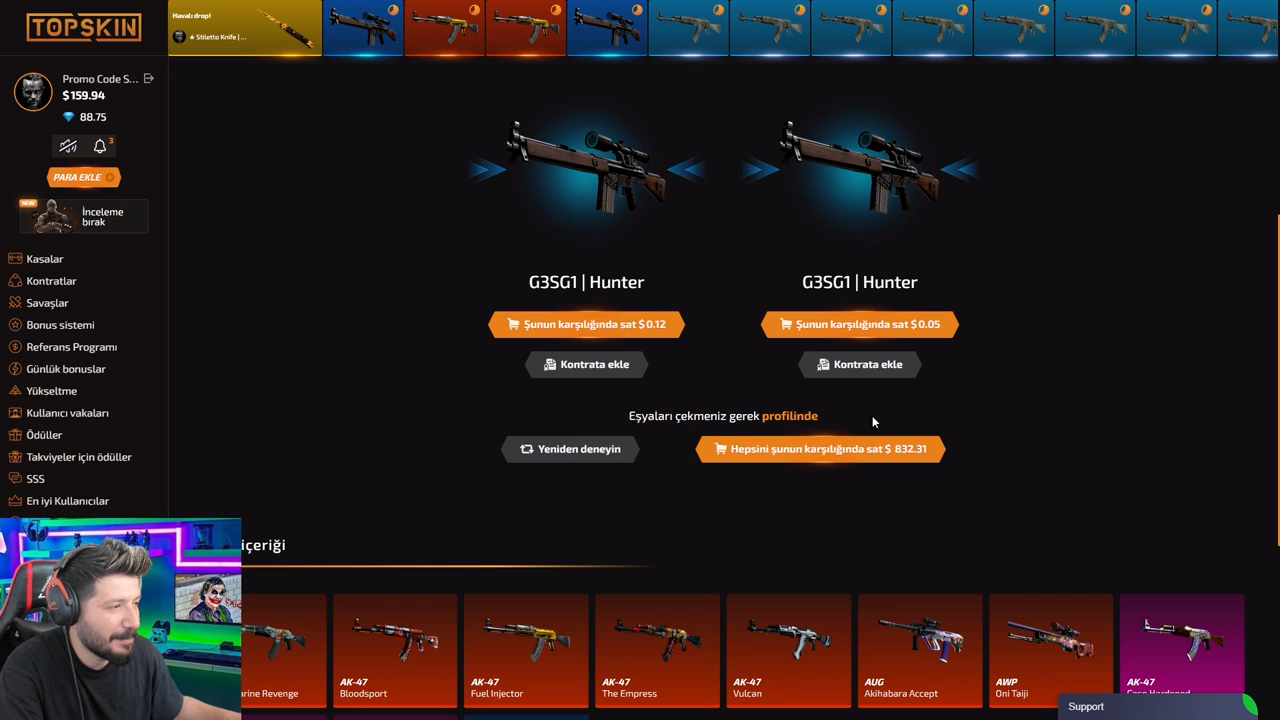 TOPSKIN
Havalı drop!
★ Stiletto Knife | ...
Promo Code S...
$159.94
88.75
3
PARA EKLE
NEW
İnceleme
bırak
Kasalar
Kontratlar
Savaşlar
Bonus sistemi
Referans Programı
Günlük bonuslar
Yükseltme
Kullanıcı vakaları
Ödüller
Takviyeler için ödüller
SSS
En iyi Kullanıcılar
G3SG1 | Hunter
G3SG1 | Hunter
Şunun karşılığında sat $0.12
Şunun karşılığında sat $0.05
Kontrata ekle
Kontrata ekle
Eşyaları çekmeniz gerek profilinde
Yeniden deneyin
Hepsini şunun karşılığında sat $ 832.31
içeriği
Revenge
AK-47
Bloodsport
AK-47
Fuel Injector
AK-47
The Empress
AK-47
Vulcan
AUG
Akihabara Accept
AWP
Oni Taiji
AK-47
Case Hardened
Support